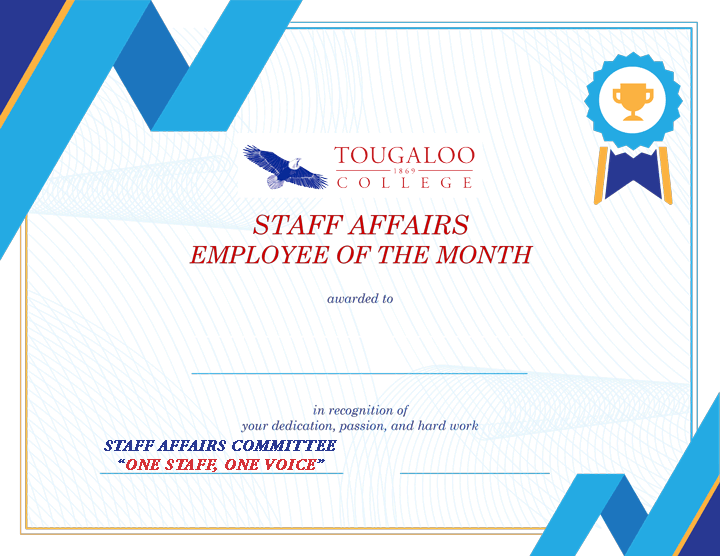 TOUGALOO
1869
COLLEGE
STAFF AFFAIRS
EMPLOYEE OF THE MONTH
awarded to
in recognition of
your dedication, passion, and hard work
STAFF AFFAIRS COMMITTEE
“ONE STAFF, ONE VOICE”